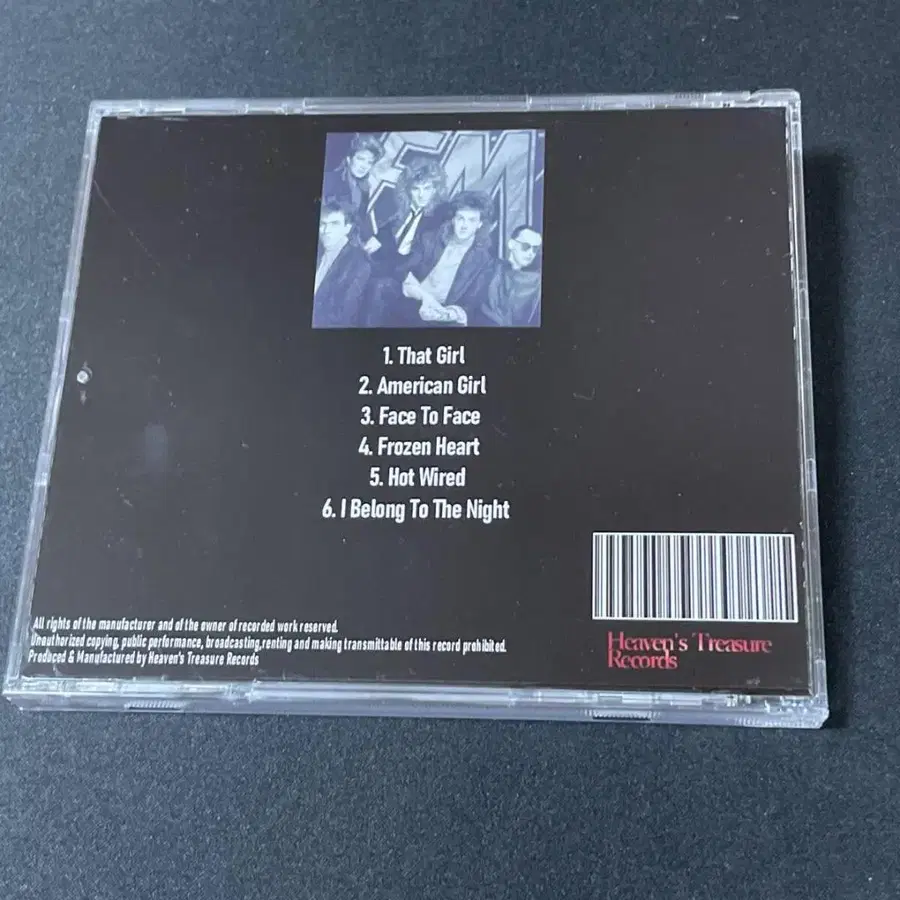 FM
1. That Girl
2. American Girl
3. Face To Face
4. Frozen Heart
5. Hot Wired
6. I Belong To The Night
All rights of the manufacturer and of the owner of recorded work reserved.
Unauthorized copying, public performance, broadcasting,renting and making transmittable of this record prohibited.
Produced & Manufactured by Heaven's Treasure Records
Heaven's Treasure
Records